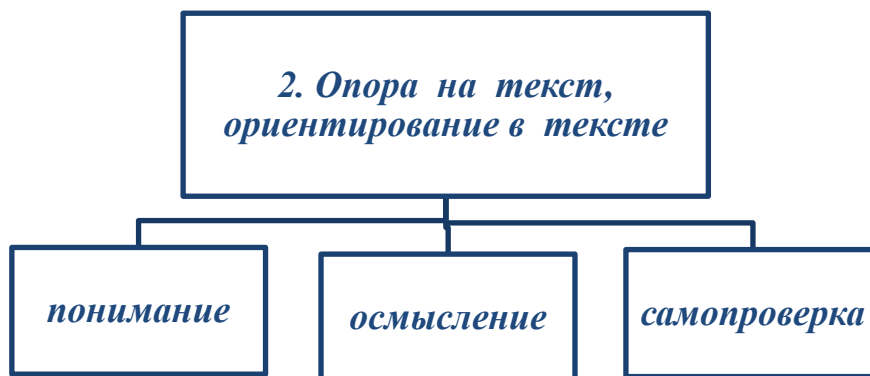 2. Опора на текст,
ориентирование в тексте
понимание
осмысление
самопроверка